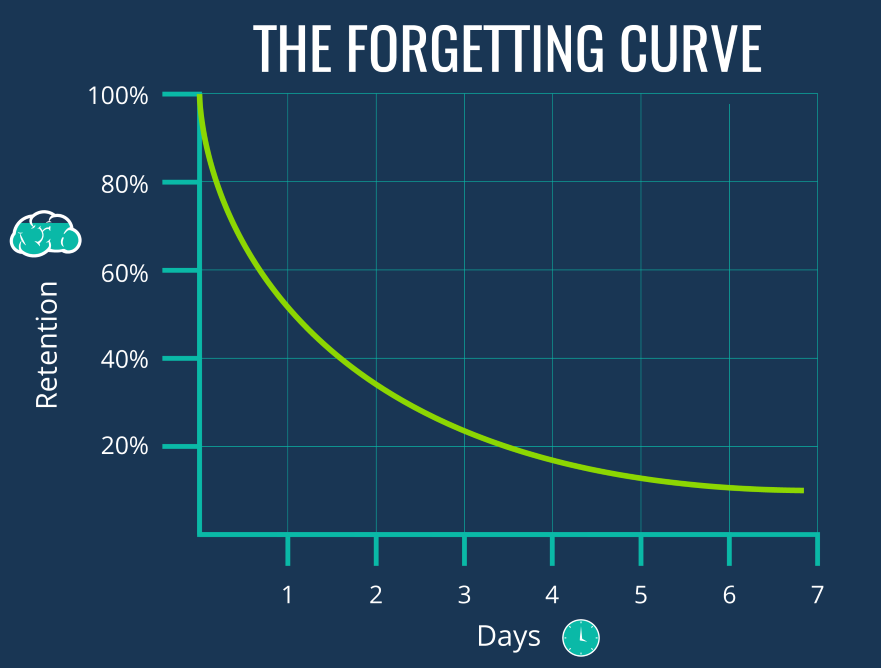 THE FORGETTING CURVE
100%
80%
60%
40%
20%
Retention
1 2 3 4 5 6 7
Days